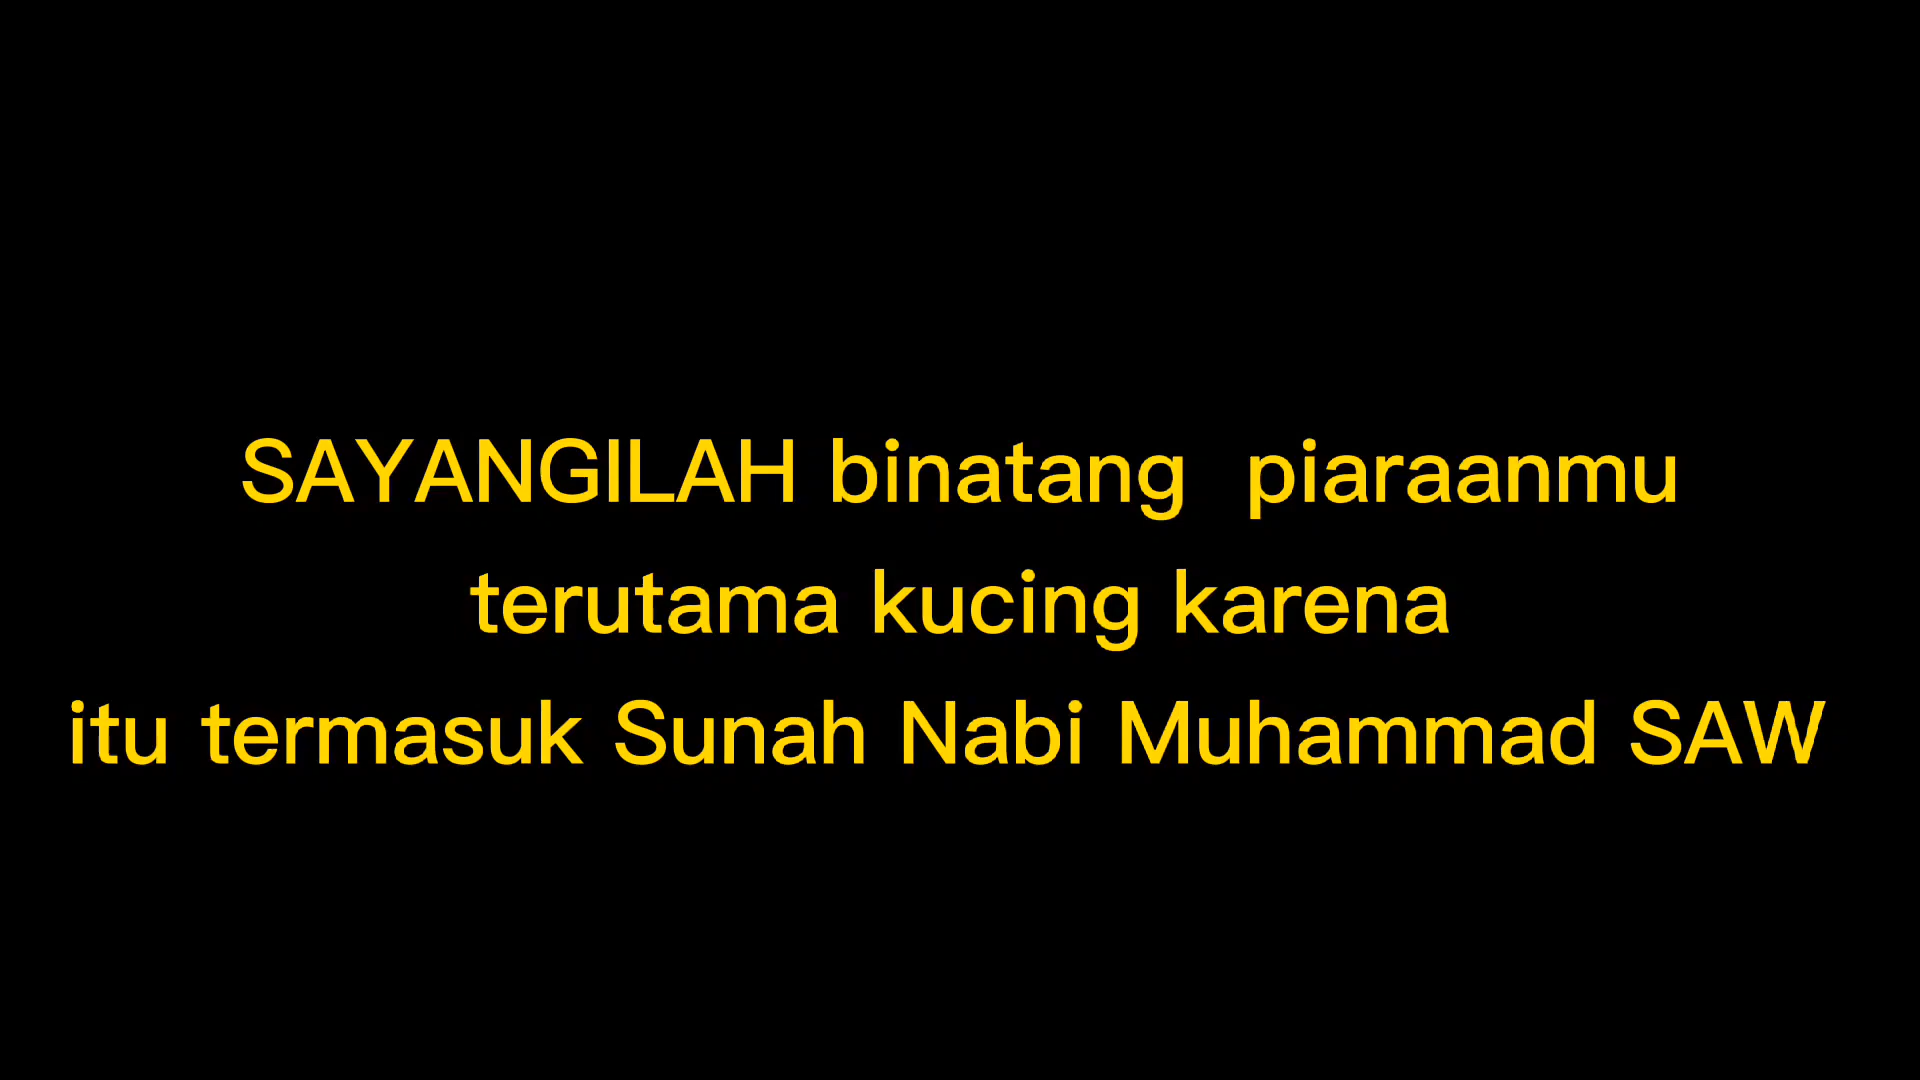 SAYANGILAH binatang  piaraanmu
terutama kucing karena
itu termasuk Sunah Nabi Muhammad SAW